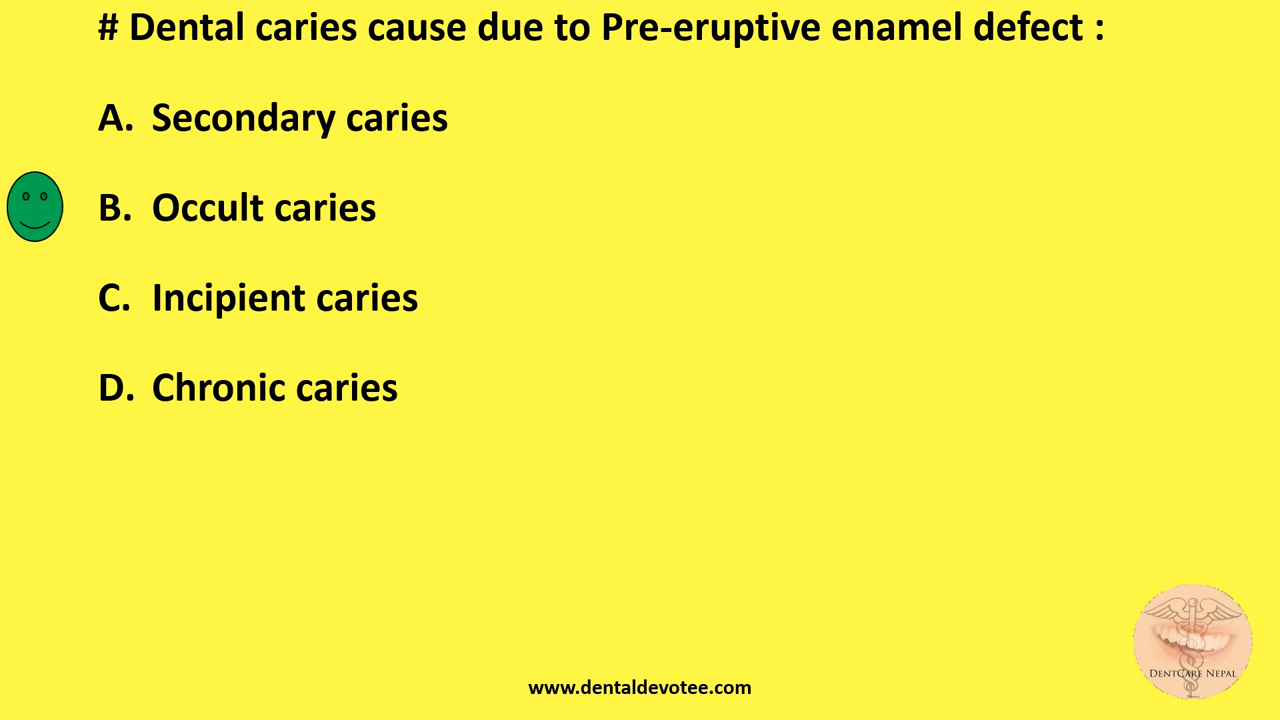 # Dental caries cause due to Pre-eruptive enamel defect :
A. Secondary caries
B. Occult caries
C. Incipient caries
D. Chronic caries
DENTCARE NEPAL
www.dentaldevotee.com